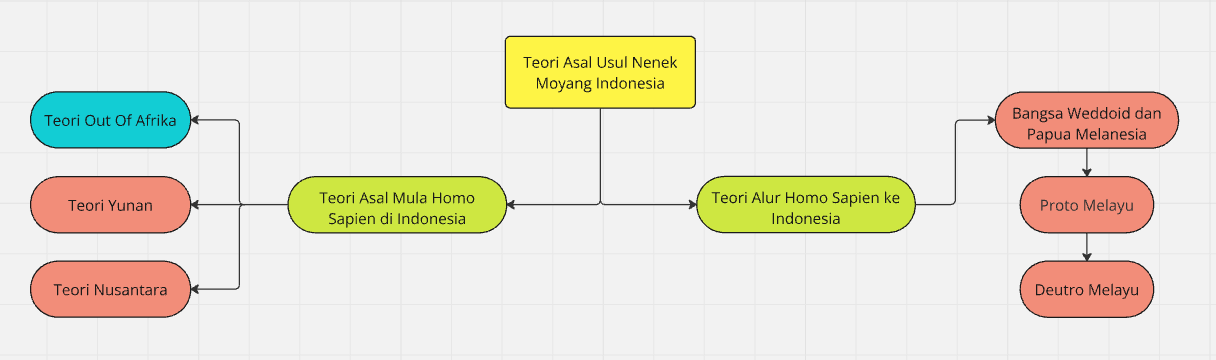 Teori Asal Usul Nenek
Moyang Indonesia
Teori Out Of Afrika
Teori Yunan
Teori Nusantara
Teori Asal Mula Homo
Sapien di Indonesia
Teori Alur Homo Sapien ke
Indonesia
Bangsa Weddoid dan
Papua Melanesia
Proto Melayu
Deutro Melayu